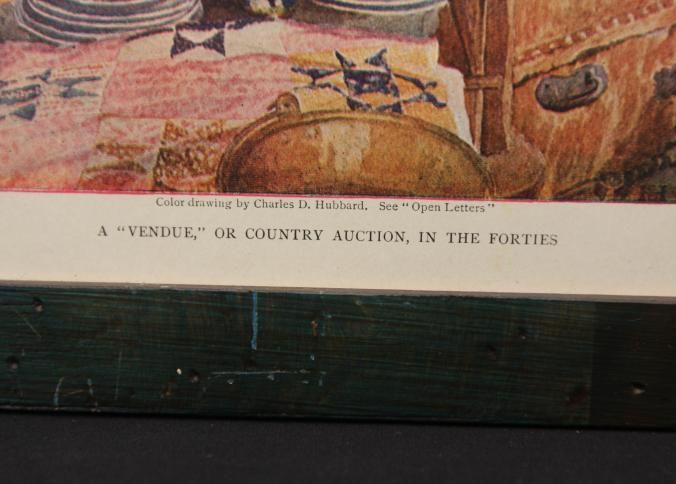 Color drawing by Charles D. Hubbard. See "Open Letters"
A "VENDUE," OR COUNTRY AUCTION, IN THE FORTIES